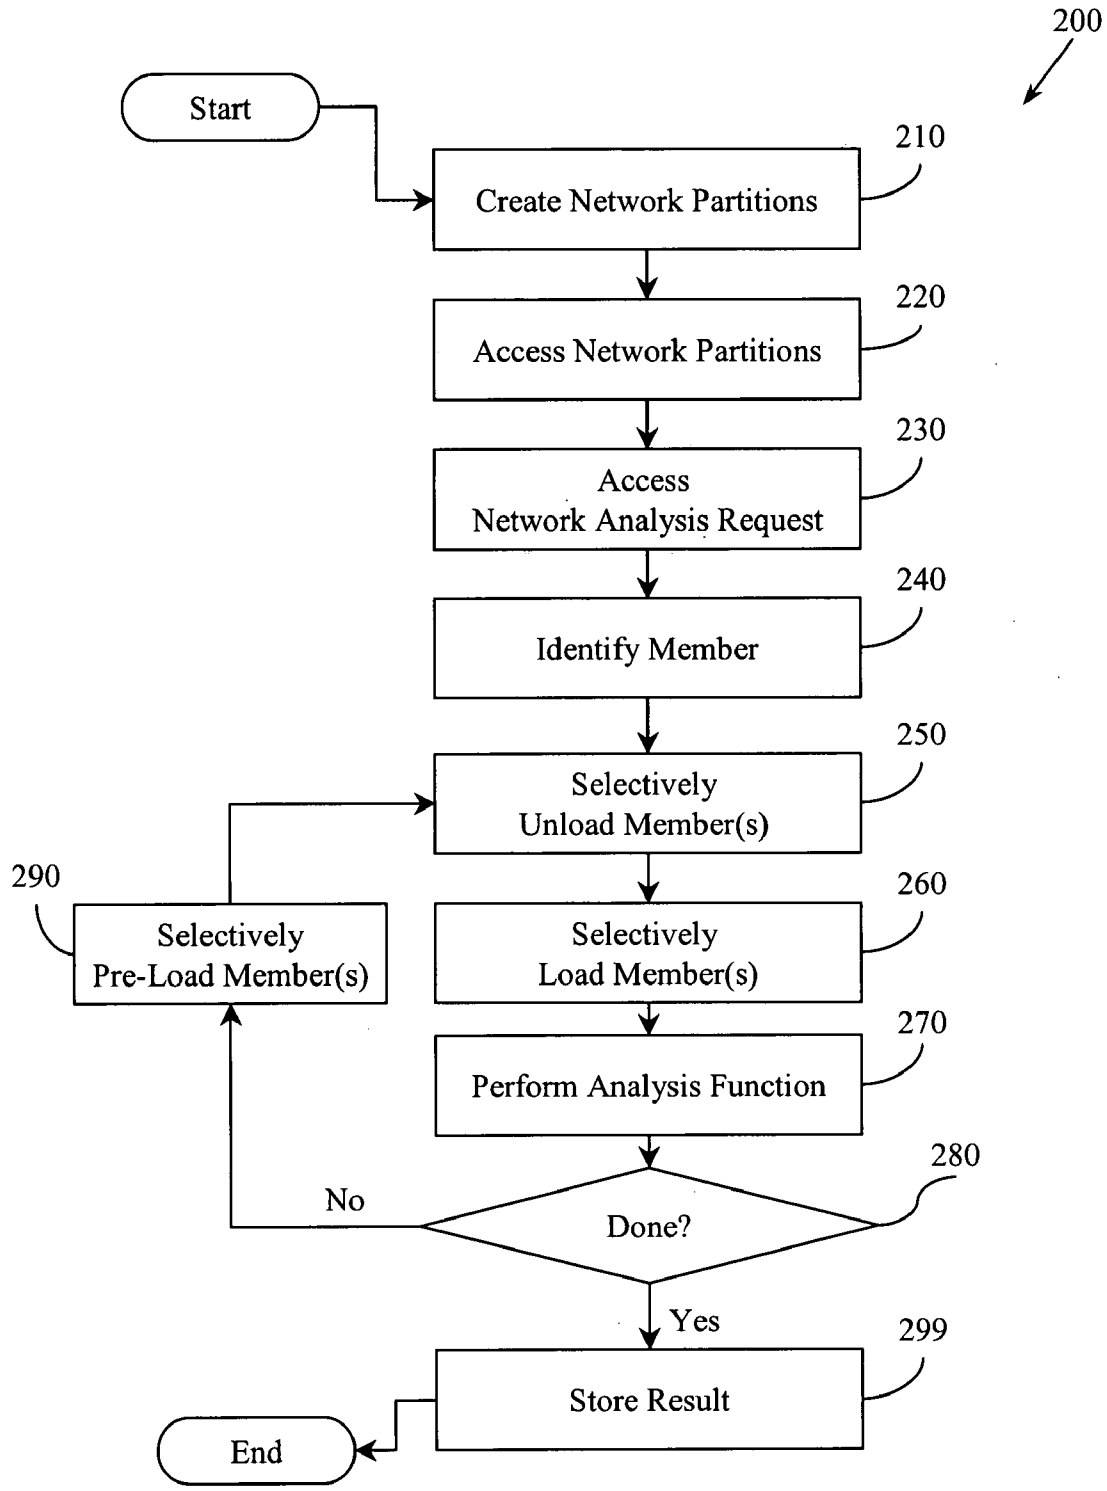 200
Start
210
Create Network Partitions
220
Access Network Partitions
230
Access
Network Analysis Request
240
Identify Member
250
Selectively
Unload Member(s)
290
Selectively
Pre-Load Member(s)
260
Selectively
Load Member(s)
270
Perform Analysis Function
280
No
Done?
Yes
299
Store Result
End